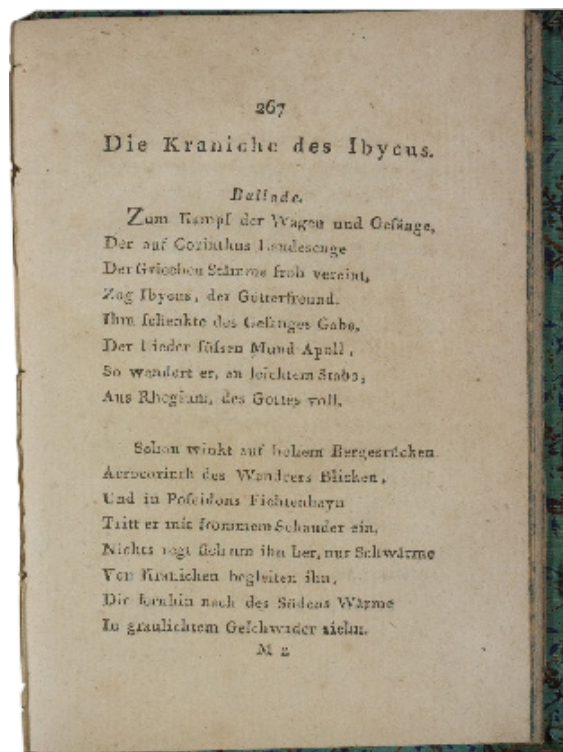 267
Die Kraniche des Ibycus.
Ballade.
Zum Kampf der Wagen und Gesänge,
Der auf Corinthus Landesenge
Der Griechen Stämme froh vereint,
Zog Ibycus, der Götterfreund.
Ihm schenkte des Gesanges Gabe,
Der Lieder süßen Mund Apoll,
So wandert er, an leichtem Stabe,
Aus Rhegium, des Gottes voll.
Schon winkt auf hohem Bergesrücken
Acrocorinth des Wandrers Blicken,
Und in Poseidons Fichtenhayn
Tritt er mit frommem Schauder ein.
Nichts regt sich um ihn her, nur Schwärme
Von Kranichen begleiten ihn,
Die fernhin nach des Südens Wärme
In graulichtem Geschwader ziehn.
M 2